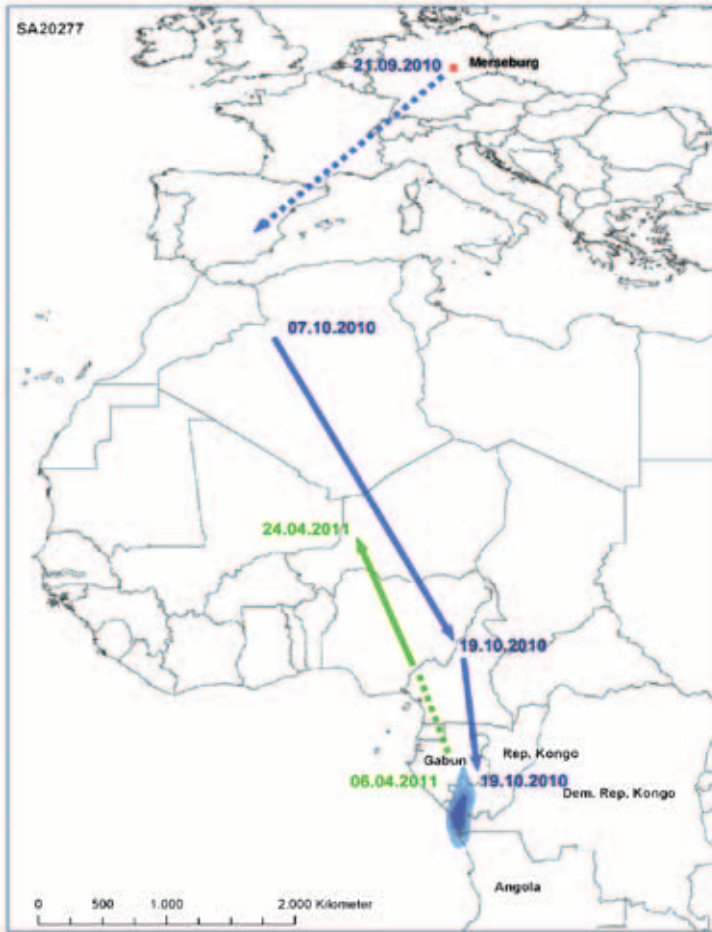 SA20277
21.09.2010
Merseburg
07.10.2010
24.04.2011
19.10.2010
Gabun
Rep. Kongo
06.04.2011
19.10.2010
Dem. Rep. Kongo
Angola
0 500 1.000 2.000 Kilometer